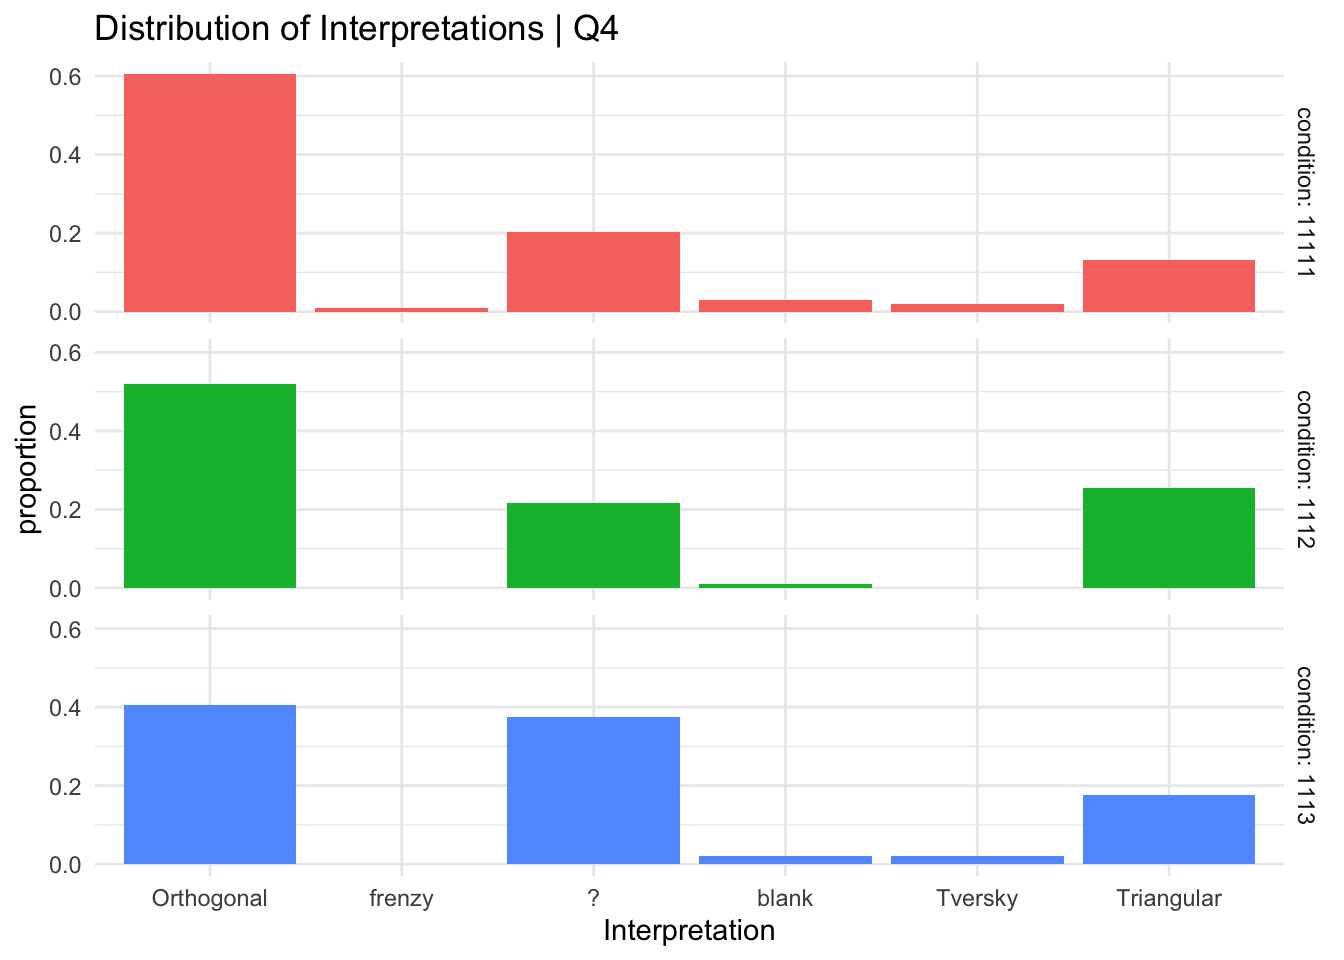 Distribution of Interpretations | Q4
0.6
0.4
0.2
0.0
condition: 11111
0.6
0.4
0.2
0.0
condition: 1112
0.6
0.4
0.2
0.0
condition: 1113
proportion
Orthogonal frenzy ? blank Tversky Triangular
Interpretation